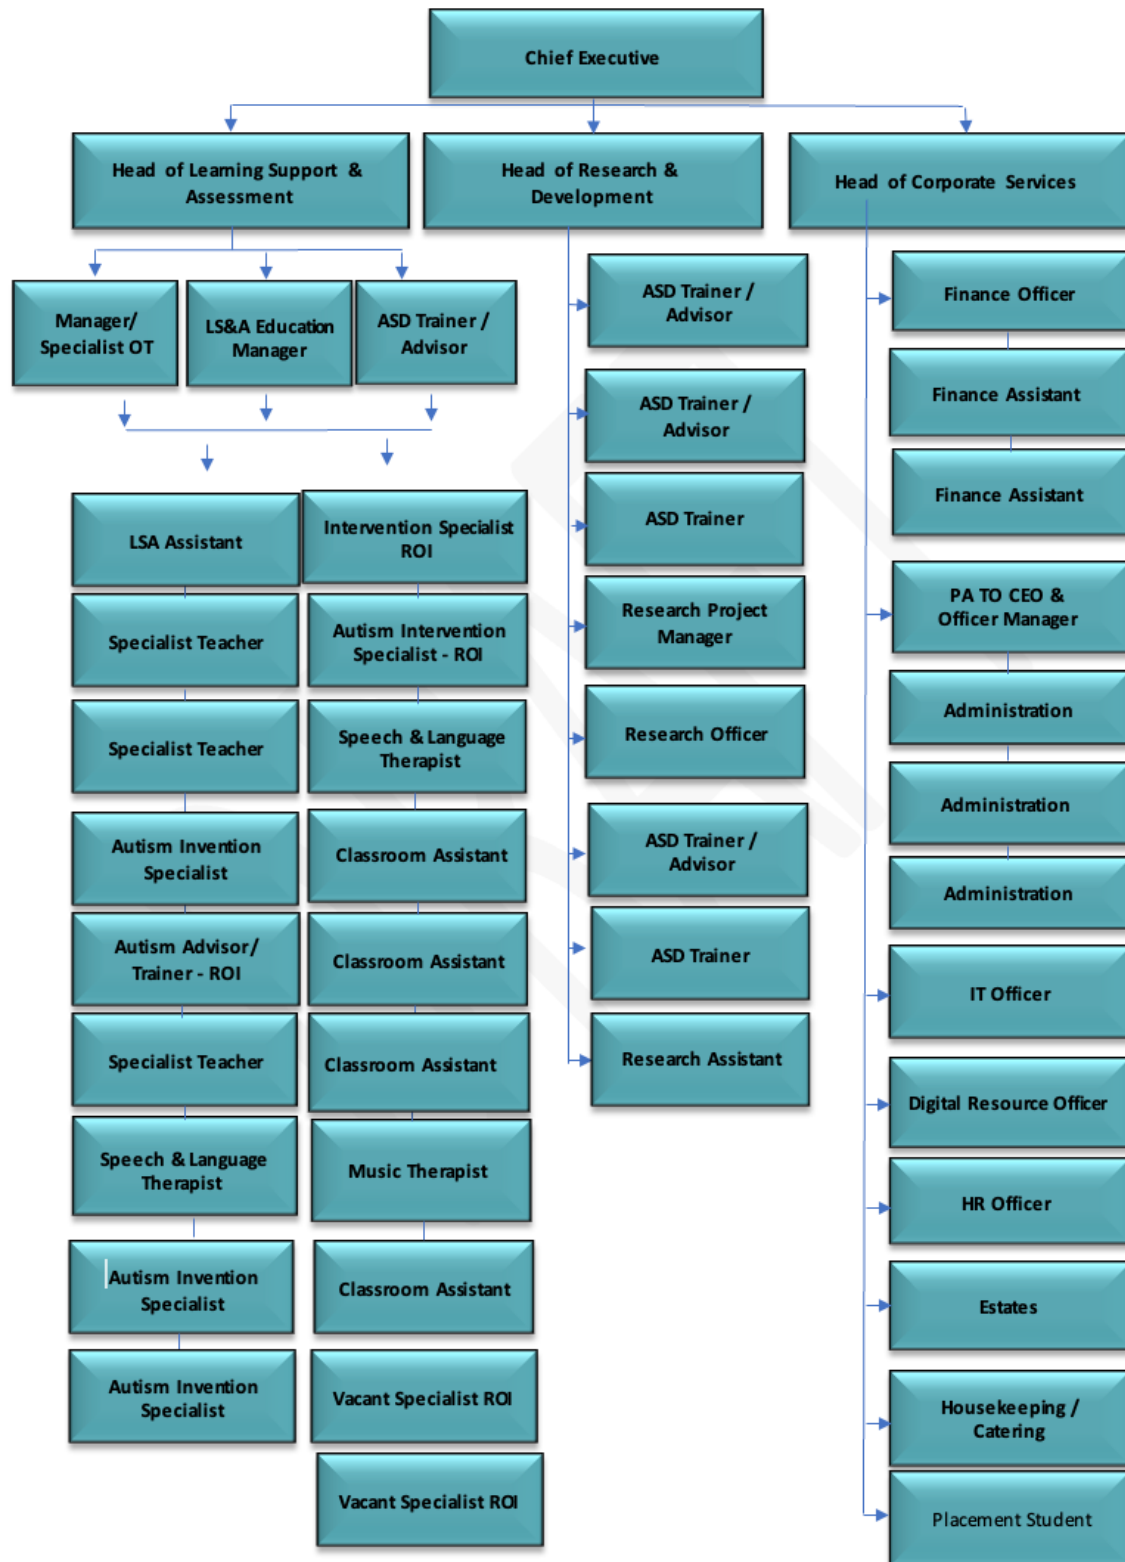 Chief Executive
Head of Learning Support &
Assessment
Head of Research &
Development
Head of Corporate Services
Manager/
Specialist OT
LS&A Education
Manager
ASD Trainer /
Advisor
LSA Assistant
Specialist Teacher
Specialist Teacher
Autism Invention
Specialist
Autism Advisor/
Trainer - ROI
Specialist Teacher
Speech & Language
Therapist
Autism Invention
Specialist
Autism Invention
Specialist
Intervention Specialist
ROI
Autism Intervention
Specialist - ROI
Speech & Language
Therapist
Classroom Assistant
Classroom Assistant
Classroom Assistant
Music Therapist
Classroom Assistant
Vacant Specialist ROI
Vacant Specialist ROI
ASD Trainer /
Advisor
ASD Trainer /
Advisor
ASD Trainer
Research Project
Manager
Research Officer
ASD Trainer /
Advisor
ASD Trainer
Research Assistant
Finance Officer
Finance Assistant
Finance Assistant
PA TO CEO &
Officer Manager
Administration
Administration
Administration
IT Officer
Digital Resource Officer
HR Officer
Estates
Housekeeping /
Catering
Placement Student